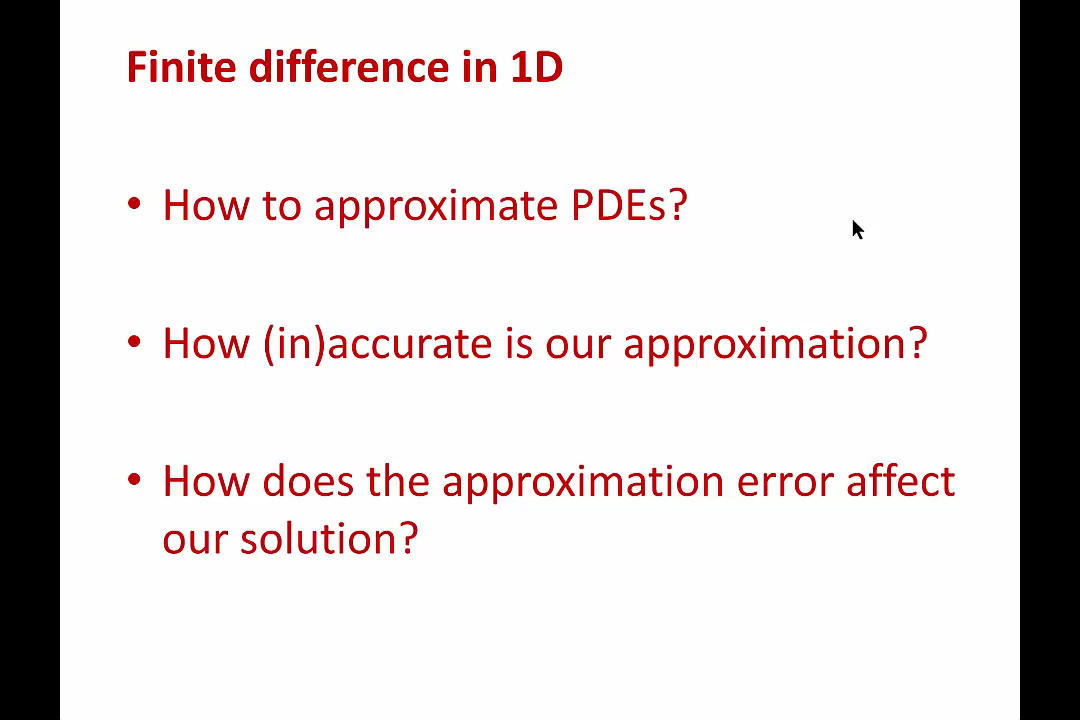 Finite difference in 1D
• How to approximate PDEs?
• How (in)accurate is our approximation?
• How does the approximation error affect
our solution?